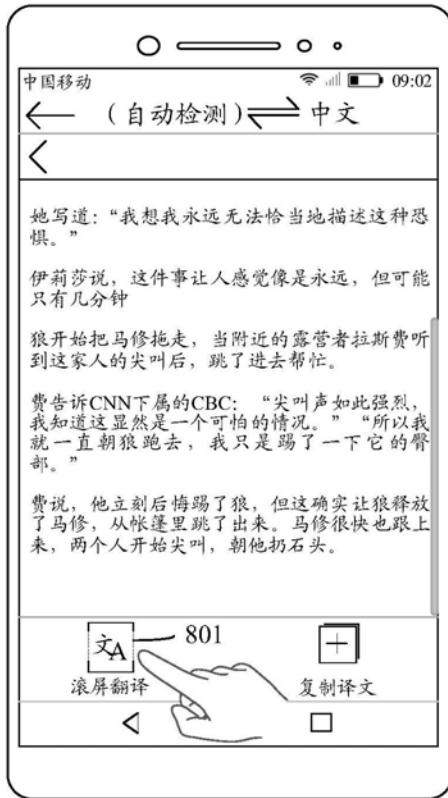 中国移动 09:02
（自动检测） 中文
她写道：“我想我永远无法恰当地描述这种恐
惧。”
伊莉莎说，这件事让人感觉像是永远，但可能
只有几分钟
狼开始把马修拖走，当附近的露营者拉斯费听
到这家人的尖叫后，跳了进去帮忙。
费告诉CNN下属的CBC：“尖叫声如此强烈，
我知道这显然是一个可怕的情况。”“所以我
就一直朝狼跑去，我只是踢了一下它的臀
部。”
费说，他立刻后悔踢了狼，但这确实让狼释放
了马修，从帐篷里跳了出来。马修很快也跟上
来，两个人开始尖叫，朝他扔石头。
文A 801
滚屏翻译 复制译文